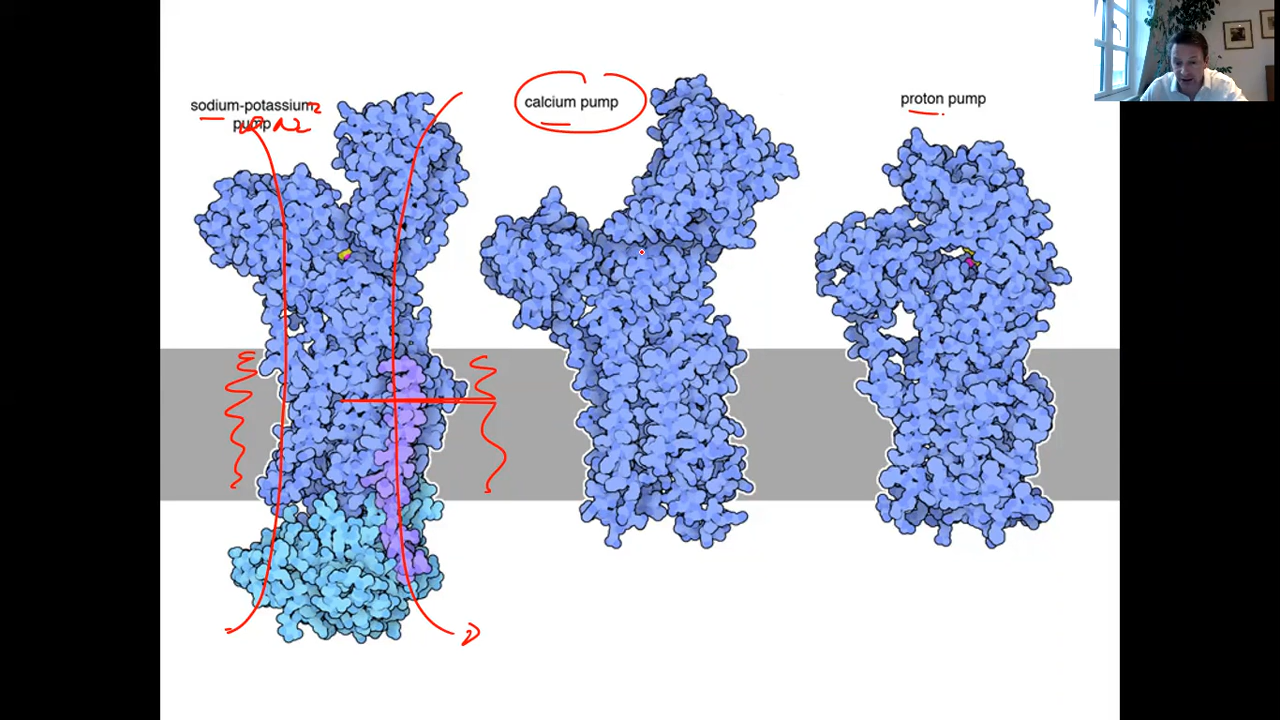 sodium-potassium
pump
calcium pump
proton pump